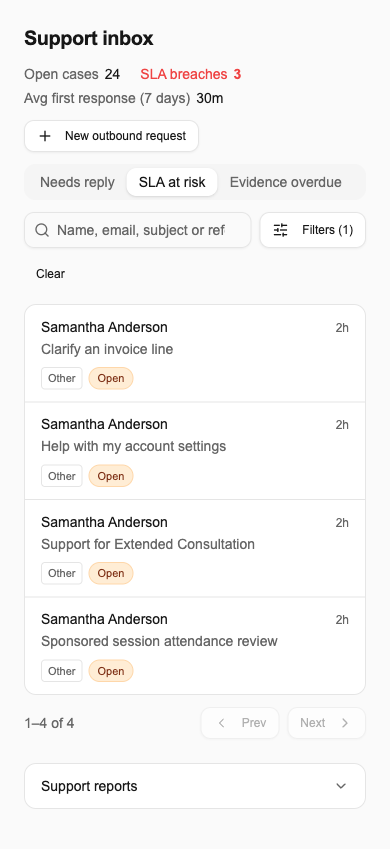 Support inbox
Open cases 24 SLA breaches 3
Avg first response (7 days) 30m
New outbound request
Needs reply SLA at risk Evidence overdue
Name, email, subject or ref Filters (1)
Clear
Samantha Anderson 2h
Clarify an invoice line
Other Open
Samantha Anderson 2h
Help with my account settings
Other Open
Samantha Anderson 2h
Support for Extended Consultation
Other Open
Samantha Anderson 2h
Sponsored session attendance review
Other Open
1–4 of 4 Prev Next
Support reports